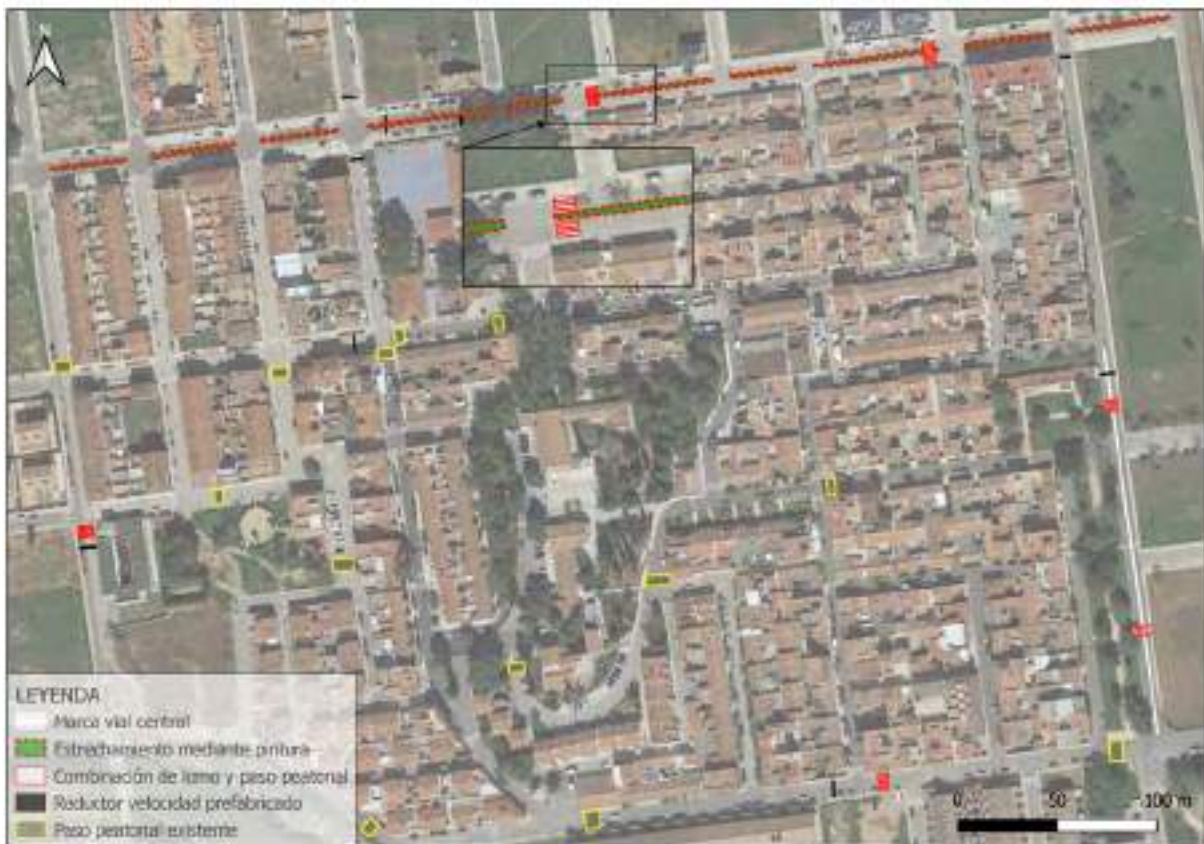 LEYENDA
Marca vial central
Estrechamiento mediante pintura
Combinación de lomo y paso peatonal
Reductor velocidad prefabricado
Paso peatonal existente
0 50 100 m